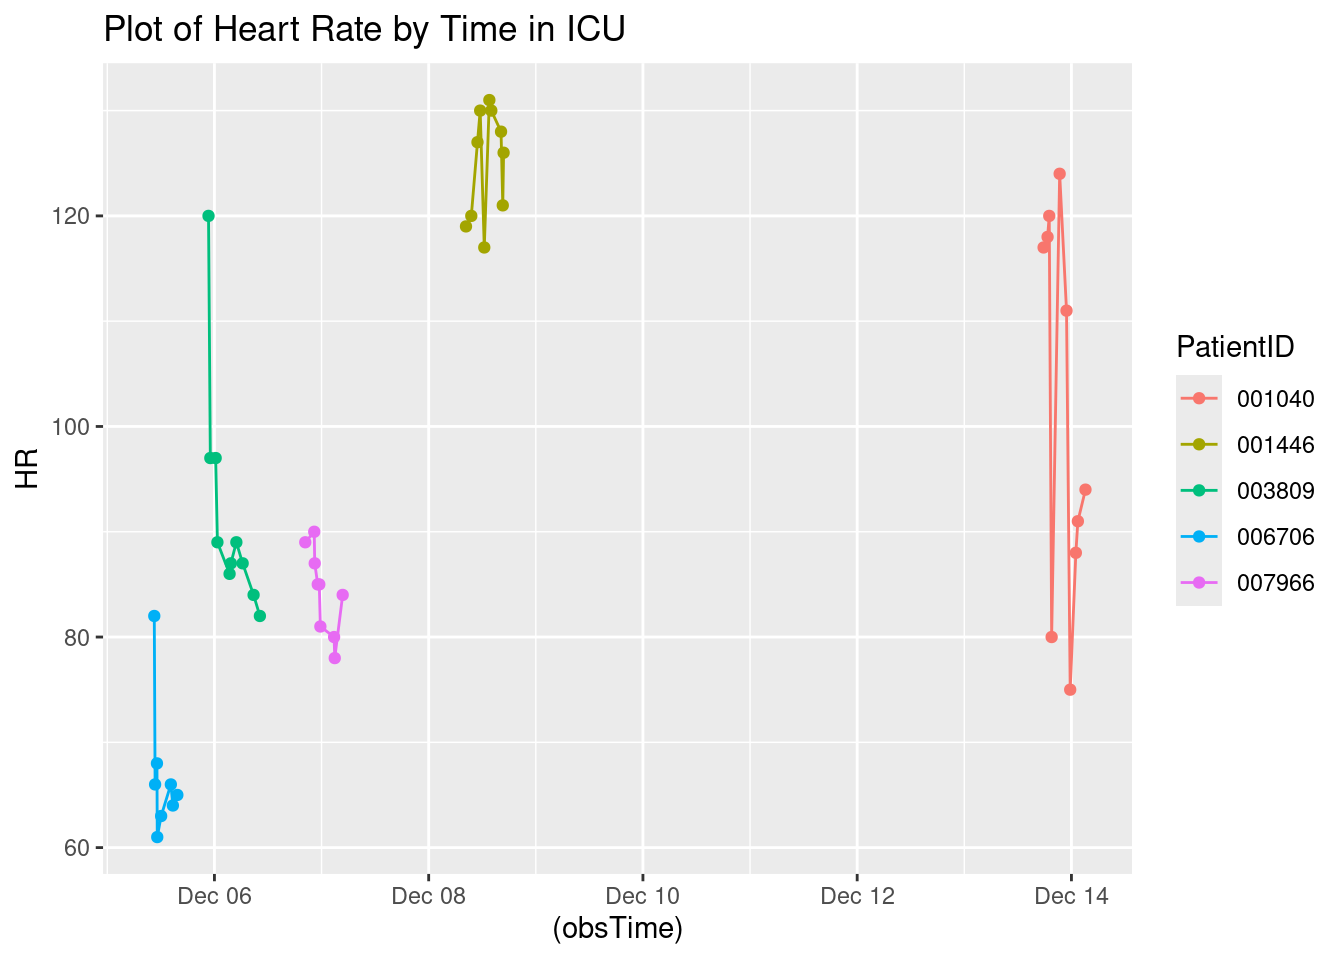 Plot of Heart Rate by Time in ICU
HR
120
100
80
60
Dec 06
Dec 08
Dec 10
Dec 12
Dec 14
(obsTime)
PatientID
001040
001446
003809
006706
007966